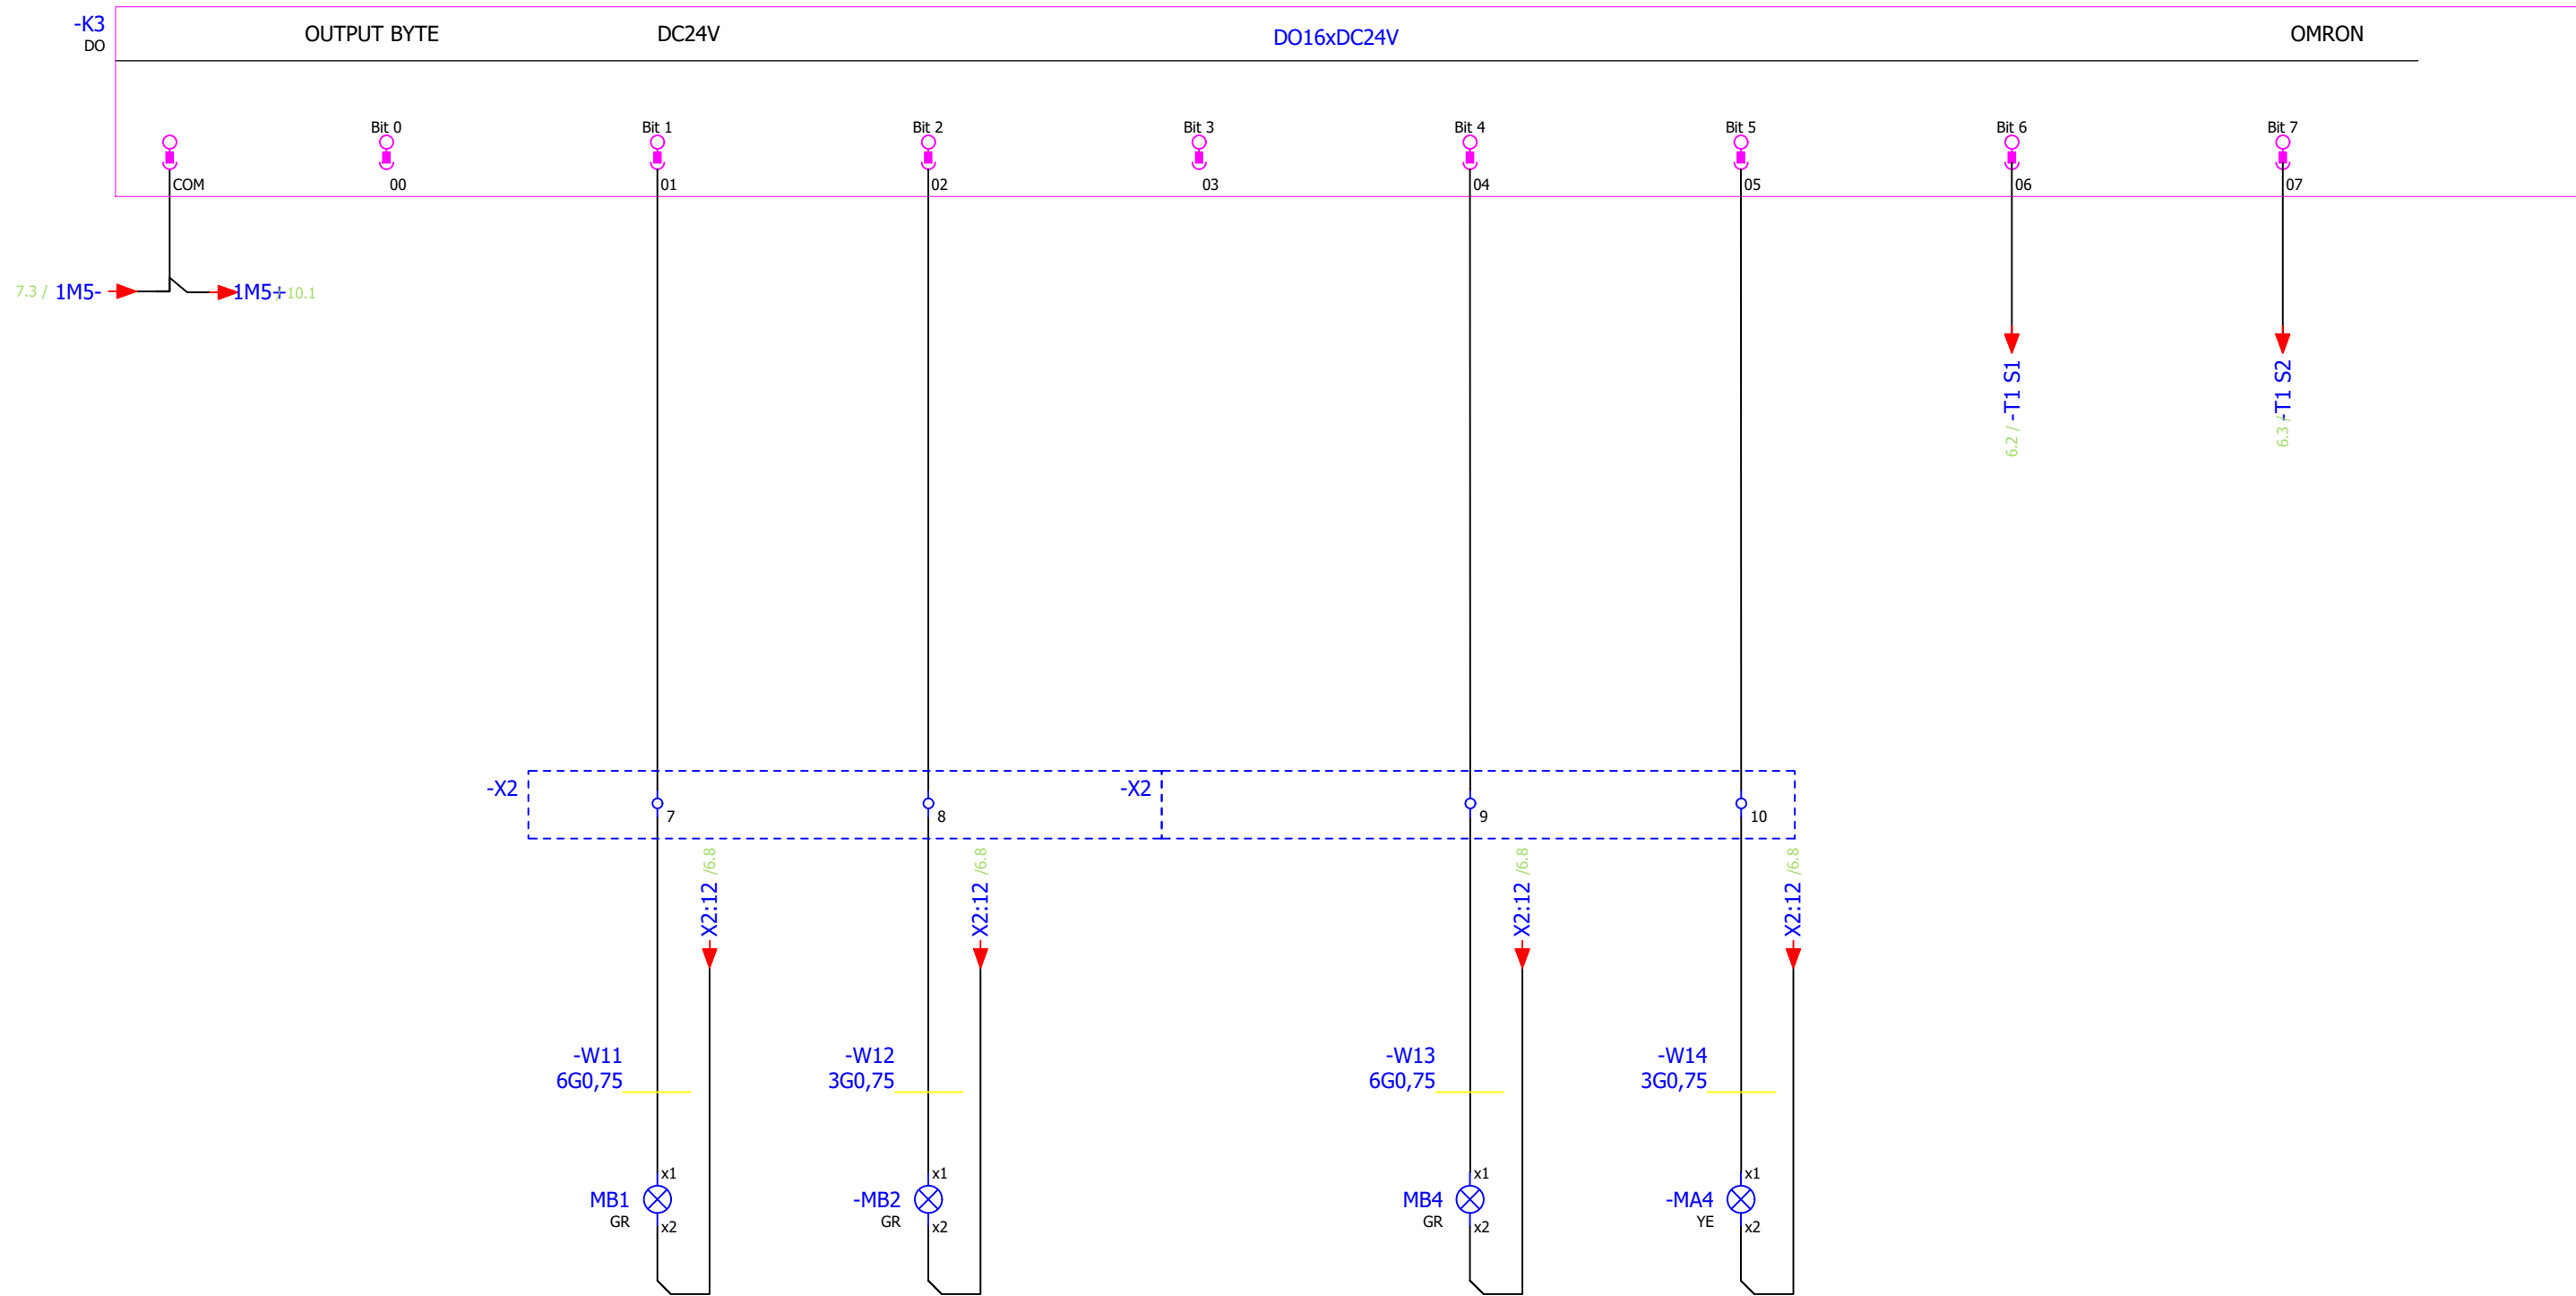 -K3
DO
OUTPUT BYTE DC24V DO16xDC24V OMRON
Bit 0 Bit 1 Bit 2 Bit 3 Bit 4 Bit 5 Bit 6 Bit 7
COM 00 01 02 03 04 05 06 07
7.3 / 1M5- 1M5+ / 10.1
6.2 / -T1 S1
6.3 / -T1 S2
-X2 -X2
7 8 9 10
X2:12 /6.8 X2:12 /6.8 X2:12 /6.8 X2:12 /6.8
-W11 -W12 -W13 -W14
6G0,75 3G0,75 6G0,75 3G0,75
x1 x1 x1 x1
MB1 -MB2 MB4 -MA4
GR GR GR YE
x2 x2 x2 x2